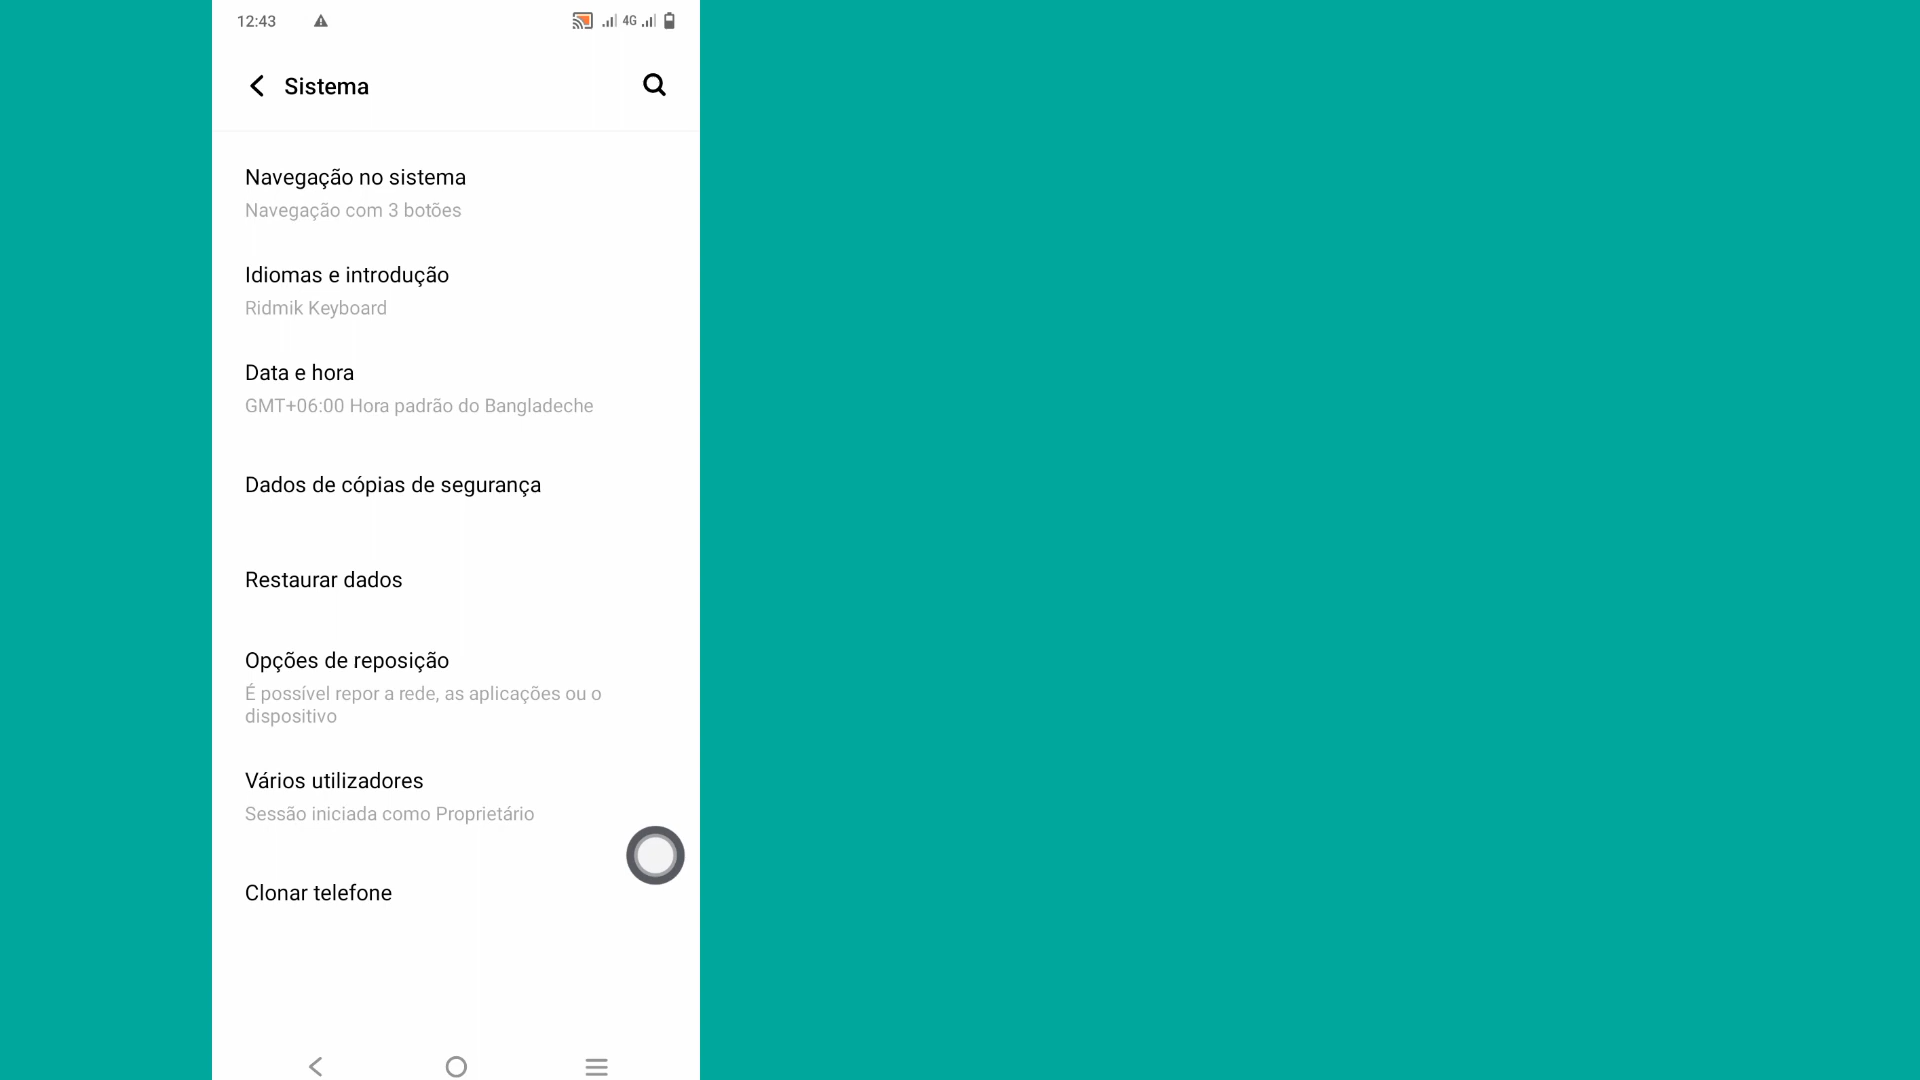 12:43
4G
Sistema
Navegação no sistema
Navegação com 3 botões
Idiomas e introdução
Ridmik Keyboard
Data e hora
GMT+06:00 Hora padrão do Bangladeche
Dados de cópias de segurança
Restaurar dados
Opções de reposição
É possível repor a rede, as aplicações ou o
dispositivo
Vários utilizadores
Sessão iniciada como Proprietário
Clonar telefone